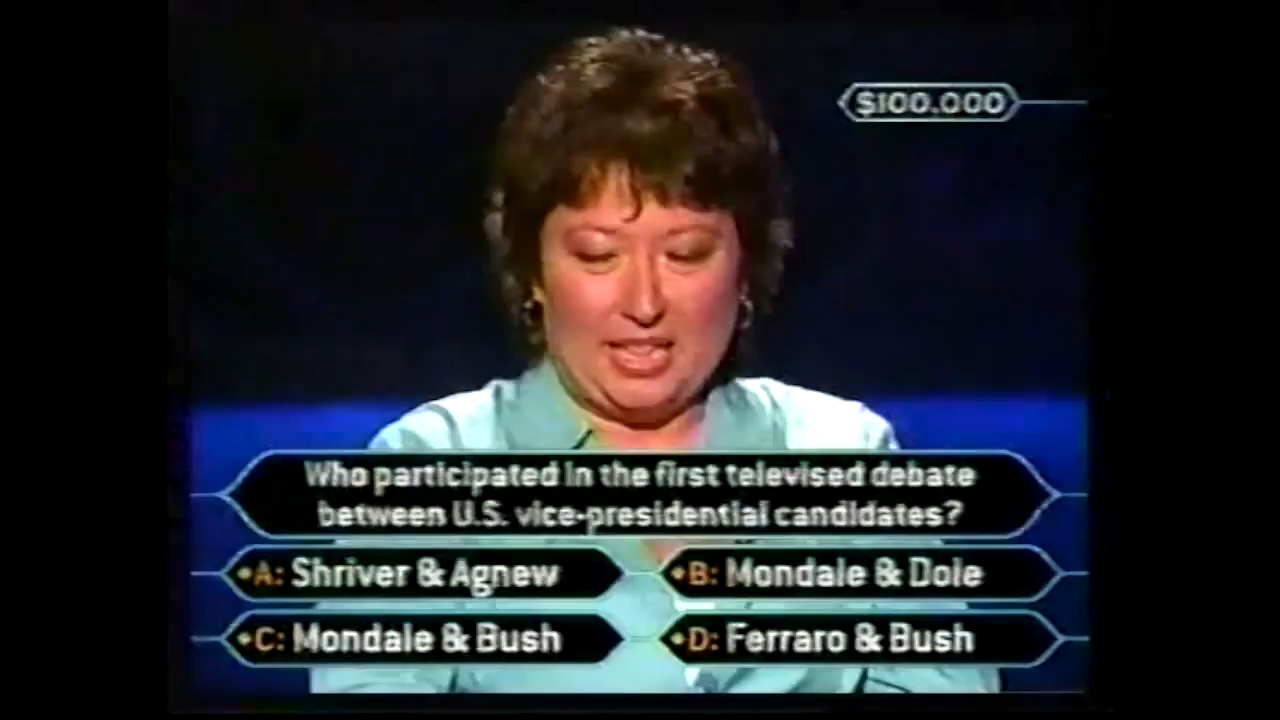 $100,000
Who participated in the first televised debate
between U.S. vice-presidential candidates?
A: Shriver & Agnew
B: Mondale & Dole
C: Mondale & Bush
D: Ferraro & Bush